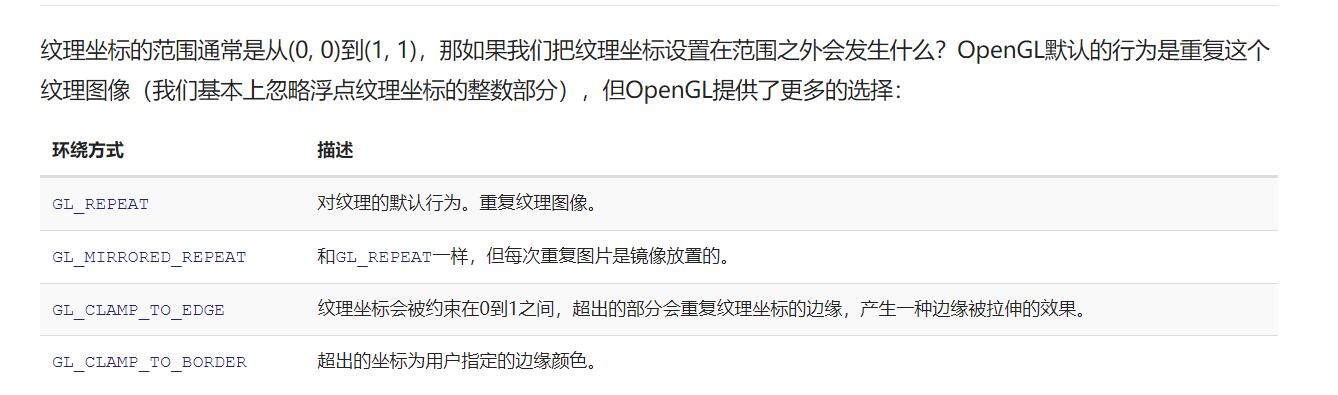 纹理坐标的范围通常是从(0, 0)到(1, 1)，那如果我们把纹理坐标设置在范围之外会发生什么？OpenGL默认的行为是重复这个
纹理图像（我们基本上忽略浮点纹理坐标的整数部分），但OpenGL提供了更多的选择：
环绕方式 描述
GL_REPEAT 对纹理的默认行为。重复纹理图像。
GL_MIRRORED_REPEAT 和GL_REPEAT一样，但每次重复图片是镜像放置的。
GL_CLAMP_TO_EDGE 纹理坐标会被约束在0到1之间，超出的部分会重复纹理坐标的边缘，产生一种边缘被拉伸的效果。
GL_CLAMP_TO_BORDER 超出的坐标为用户指定的边缘颜色。